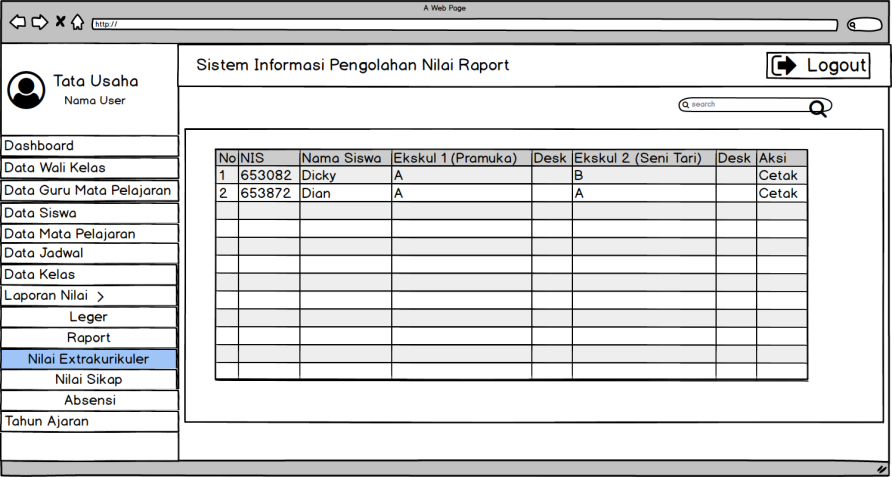 A Web Page
http://
Tata Usaha
Nama User
Sistem Informasi Pengolahan Nilai Raport
Logout
search
Dashboard
Data Wali Kelas
Data Guru Mata Pelajaran
Data Siswa
Data Mata Pelajaran
Data Jadwal
Data Kelas
Laporan Nilai >
Leger
Raport
Nilai Extrakurikuler
Nilai Sikap
Absensi
Tahun Ajaran
No NIS Nama Siswa Ekskul 1 (Pramuka) Desk Ekskul 2 (Seni Tari) Desk Aksi
1 653082 Dicky A B Cetak
2 653872 Dian A A Cetak